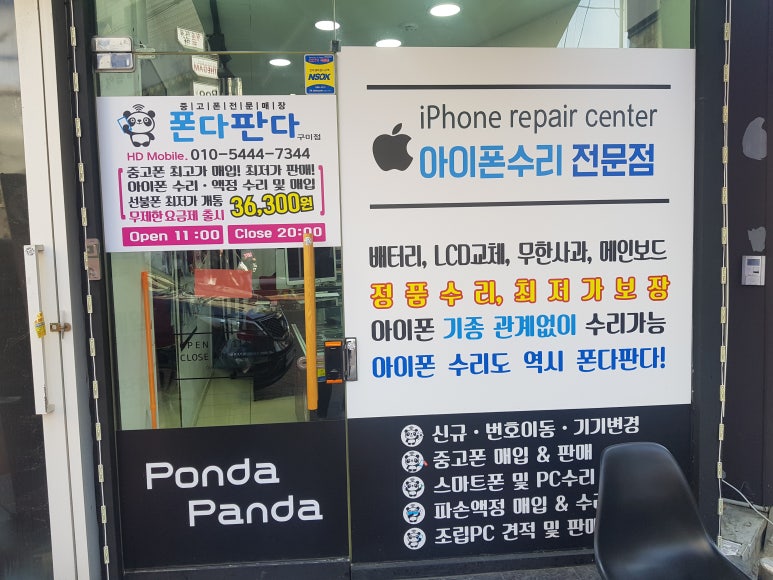 NSOK
중|고|폰|전|문|매|장
폰다판다 구미점
HD Mobile. 010-5444-7344
중고폰 최고가 매입! 최저가 판매!
아이폰 수리·액정 수리 및 매입
선불폰 최저가 개통 36,300원
무제한 요금제 출시
Open 11:00 Close 20:00
OPEN
CLOSE
Ponda
Panda
iPhone repair center
아이폰수리 전문점
배터리, LCD교체, 무한사과, 메인보드
정품수리, 최저가보장
아이폰 기종 관계없이 수리가능
아이폰 수리도 역시 폰다판다!
신규·번호이동·기기변경
중고폰 매입 & 판매
스마트폰 및 PC수리
파손액정 매입 & 수리
조립PC 견적 및 판매